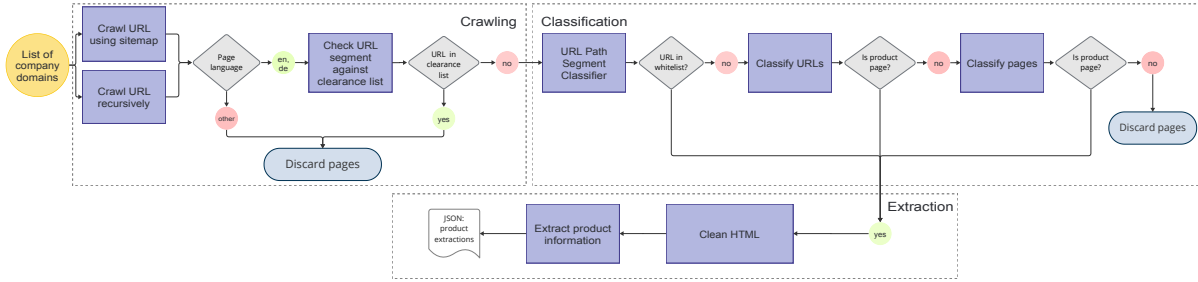 Crawling
List of
company
domains
Crawl URL
using sitemap
Crawl URL
recursively
Page
language
en,
de
other
Check URL
segment
against
clearance list
URL in
clearance
list
no
yes
Discard pages
Classification
URL Path
Segment
Classifier
URL in
whitelist?
no
Classify URLs
Is product
page?
no
Classify pages
Is product
page?
no
Discard pages
Extraction
yes
Clean HTML
Extract product
information
JSON:
product
extractions